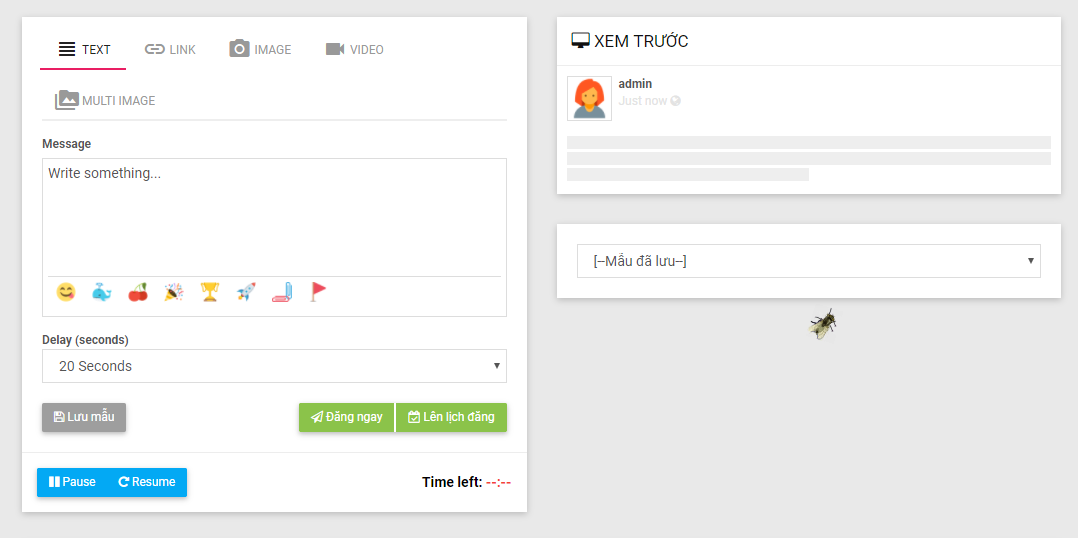 TEXT
LINK
IMAGE
VIDEO
MULTI IMAGE
Message
Write something...
Delay (seconds)
20 Seconds
Lưu mẫu
Đăng ngay
Lên lịch đăng
Pause
Resume
Time left: --:--
XEM TRƯỚC
admin
Just now
[--Mẫu đã lưu--]